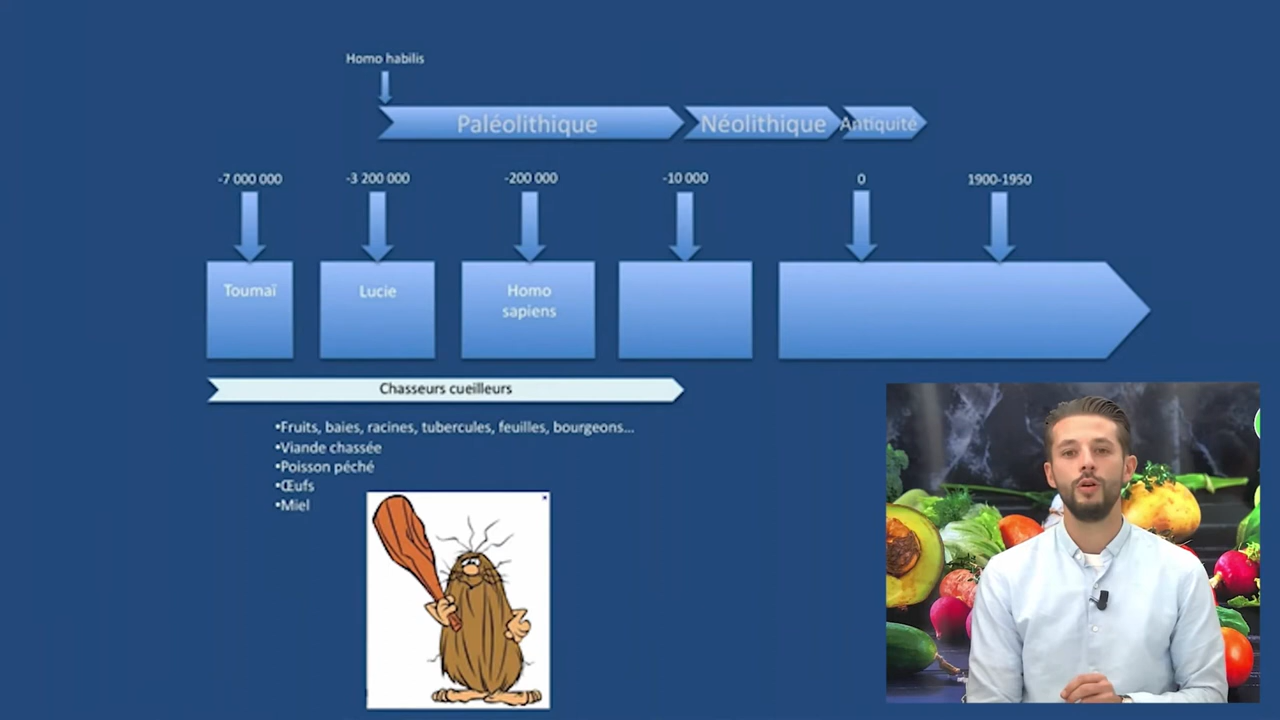 Homo habilis
Paléolithique
Néolithique
Antiquité
-7 000 000
-3 200 000
-200 000
-10 000
0
1900-1950
Toumaï
Lucie
Homo
sapiens
Chasseurs cueilleurs
•Fruits, baies, racines, tubercules, feuilles, bourgeons...
•Viande chassée
•Poisson péché
•Œufs
•Miel